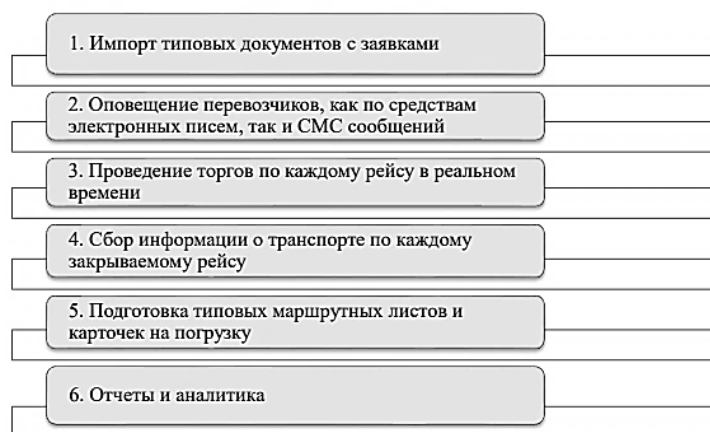 1. Импорт типовых документов с заявками
2. Оповещение перевозчиков, как по средствам
электронных писем, так и СМС сообщений
3. Проведение торгов по каждому рейсу в реальном
времени
4. Сбор информации о транспорте по каждому
закрываемому рейсу
5. Подготовка типовых маршрутных листов и
карточек на погрузку
6. Отчеты и аналитика